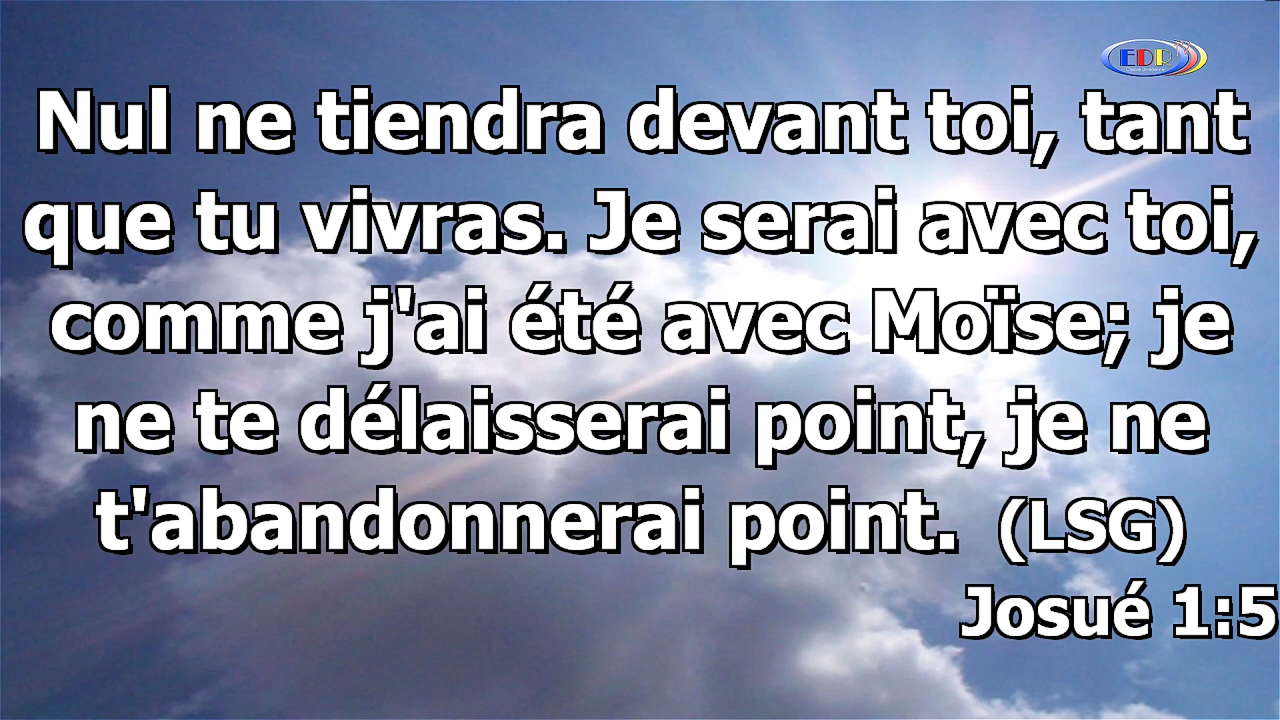 EDR
Nul ne tiendra devant toi, tant
que tu vivras. Je serai avec toi,
comme j'ai été avec Moïse; je
ne te délaisserai point, je ne
t'abandonnerai point. (LSG)
Josué 1:5